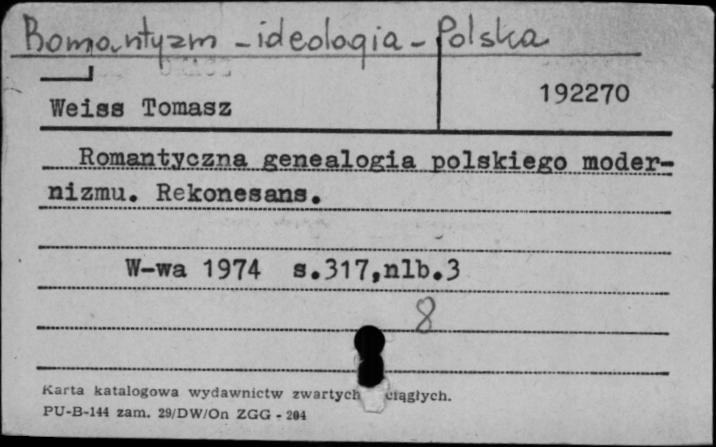 Romantyzm - ideologia - Polska
192270
Weiss Tomasz
Romantyczna genealogia polskiego moder-
nizmu. Rekonesans.
W-wa 1974 s.317,nlb.3
8
Karta katalogowa wydawnictw zwartych ciągłych.
PU-B-144 zam. 29/DW/On ZGG - 204